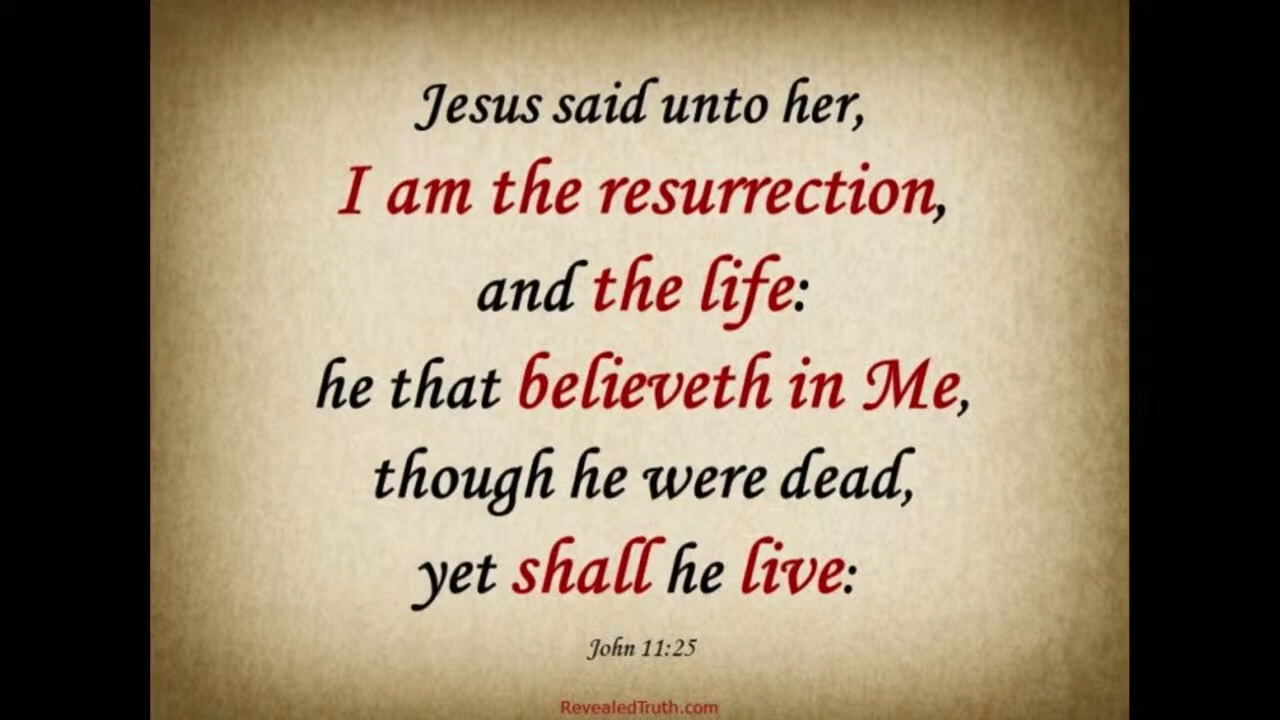 Jesus said unto her,
I am the resurrection,
and the life:
he that believeth in Me,
though he were dead,
yet shall he live:
John 11:25
RevealedTruth.com